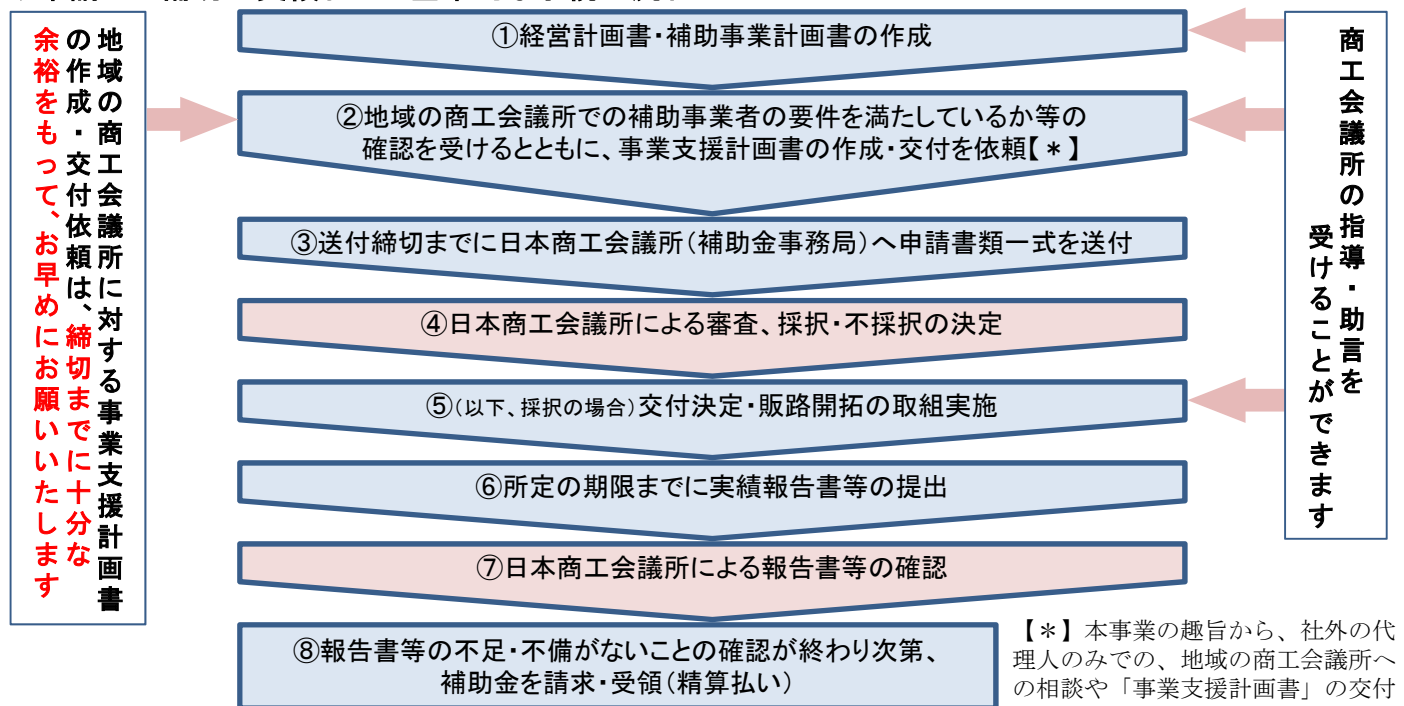 地域の商工会議所に対する事業支援計画書
の作成・交付依頼は、締切までに十分な
余裕をもって、お早めにお願いいたします
①経営計画書・補助事業計画書の作成
②地域の商工会議所での補助事業者の要件を満たしているか等の
確認を受けるとともに、事業支援計画書の作成・交付を依頼【*】
③送付締切までに日本商工会議所(補助金事務局)へ申請書類一式を送付
④日本商工会議所による審査、採択・不採択の決定
⑤(以下、採択の場合)交付決定・販路開拓の取組実施
⑥所定の期限までに実績報告書等の提出
⑦日本商工会議所による報告書等の確認
⑧報告書等の不足・不備がないことの確認が終わり次第、
補助金を請求・受領(精算払い)
商工会議所の指導・助言を
受けることができます
【*】本事業の趣旨から、社外の代
理人のみでの、地域の商工会議所へ
の相談や「事業支援計画書」の交付